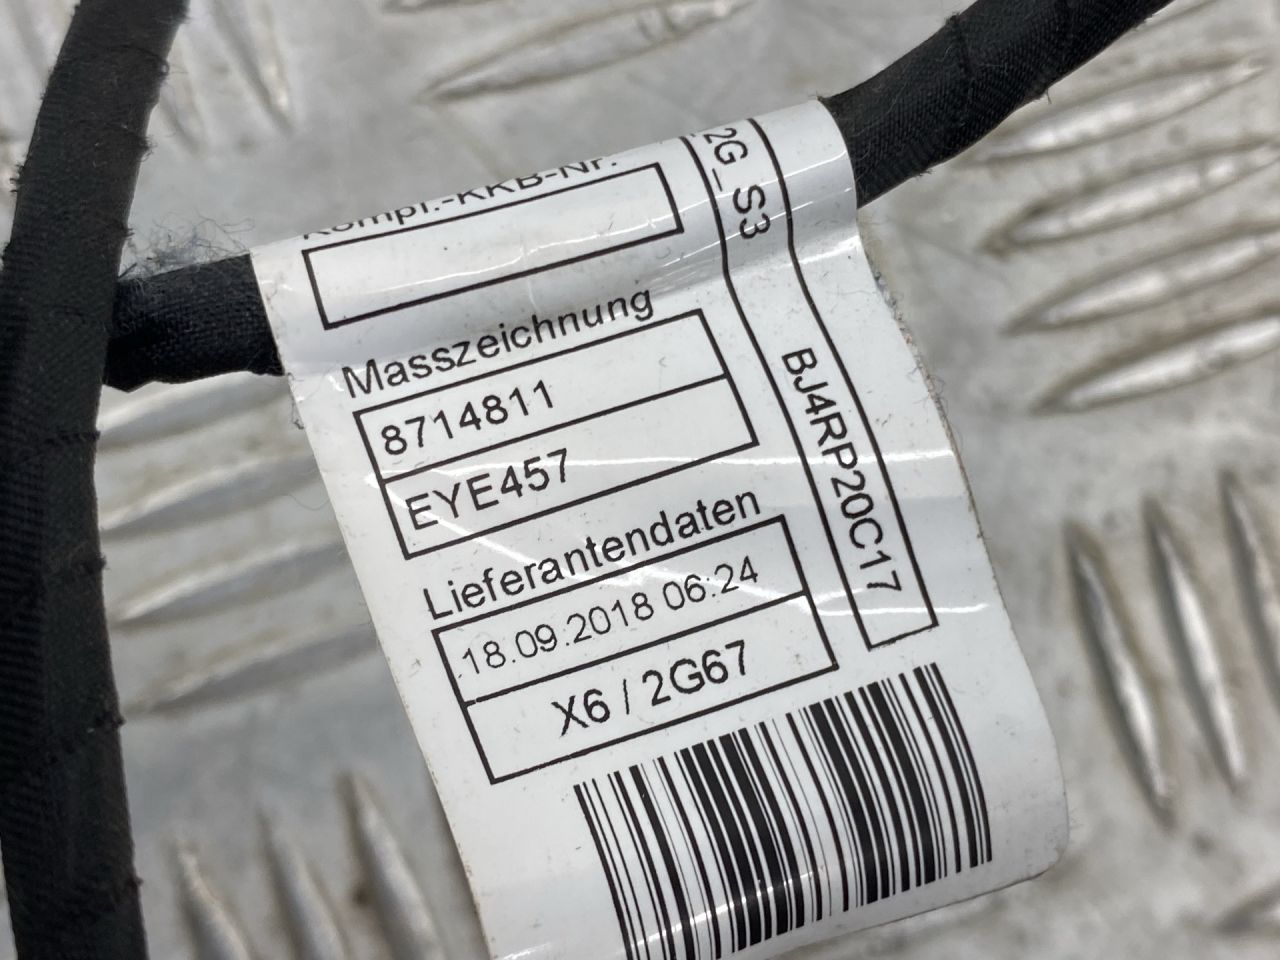 Kompl.-KKB-Nr.
Masszeichnung
8714811
EYE457
Lieferantendaten
18.09.2018 06:24
X6 / 2G67
2G_S3
BJ4RP20C17